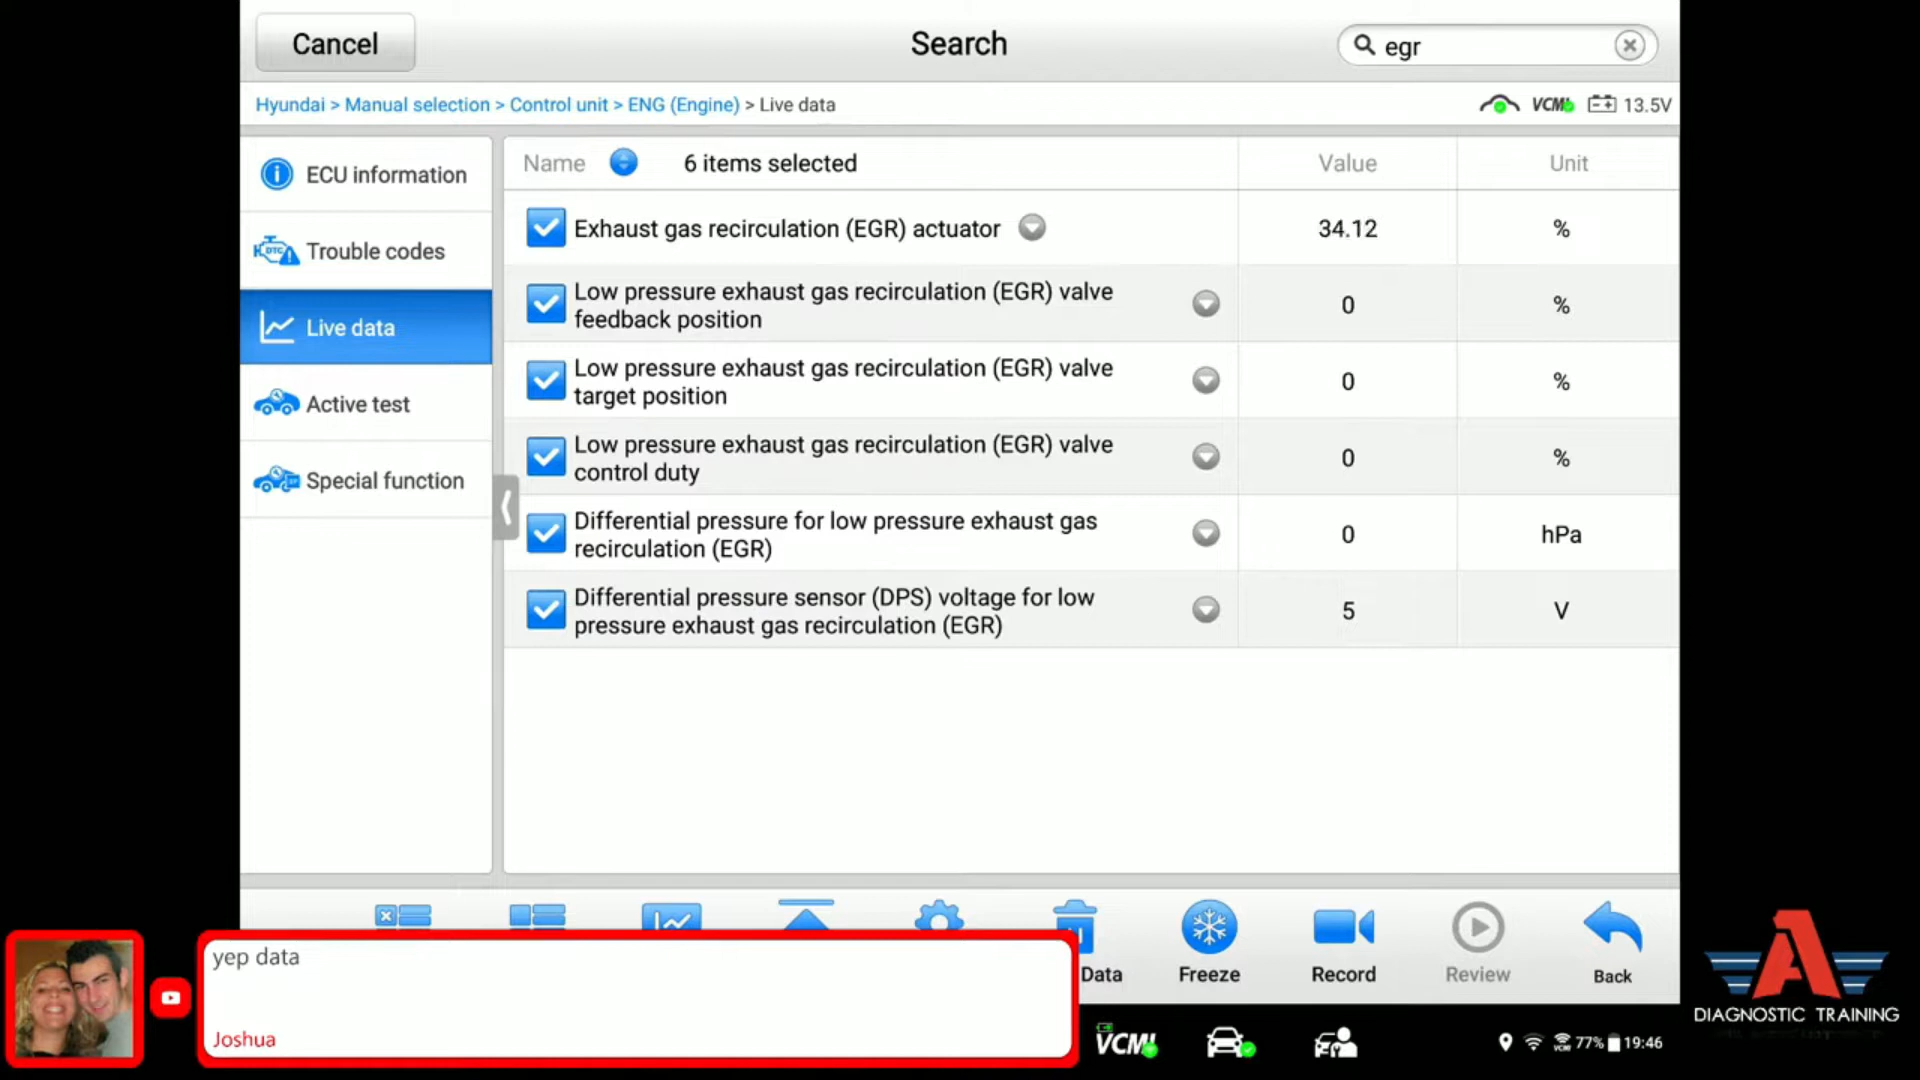 Cancel
Search
egr
Hyundai > Manual selection > Control unit > ENG (Engine) > Live data
VCMI
13.5V
ECU information
Trouble codes
Live data
Active test
Special function
Name
6 items selected
Value
Unit
Exhaust gas recirculation (EGR) actuator
34.12
%
Low pressure exhaust gas recirculation (EGR) valve
feedback position
0
%
Low pressure exhaust gas recirculation (EGR) valve
target position
0
%
Low pressure exhaust gas recirculation (EGR) valve
control duty
0
%
Differential pressure for low pressure exhaust gas
recirculation (EGR)
0
hPa
Differential pressure sensor (DPS) voltage for low
pressure exhaust gas recirculation (EGR)
5
V
Data
Freeze
Record
Review
Back
yep data
Joshua
VCMI
77%
19:46
DIAGNOSTIC TRAINING